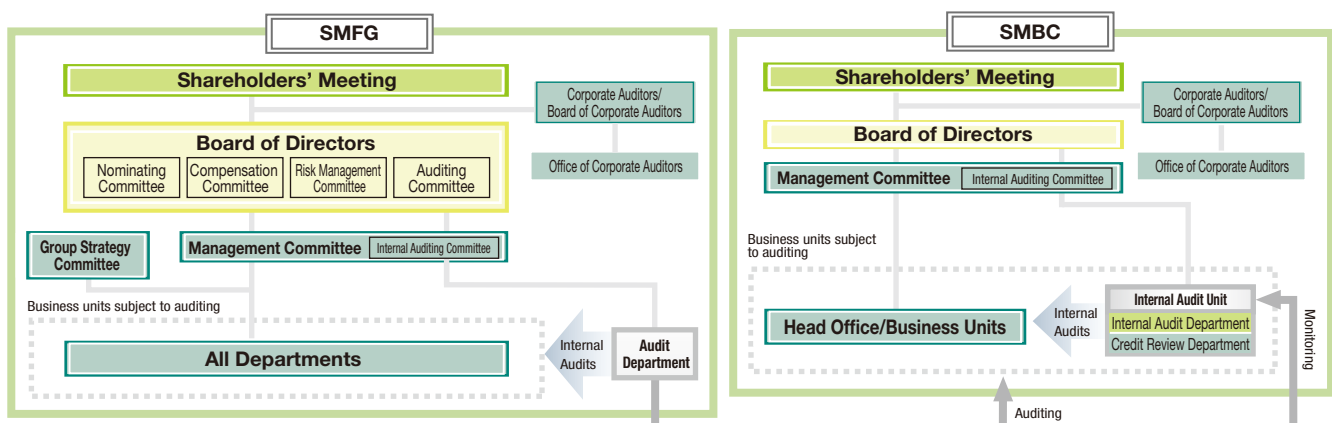 SMFG
Shareholders' Meeting
Corporate Auditors/
Board of Corporate Auditors
Board of Directors
Nominating
Committee
Compensation
Committee
Risk Management
Committee
Auditing
Committee
Office of Corporate Auditors
Group Strategy
Committee
Management Committee
Internal Auditing Committee
Business units subject to auditing
All Departments
Internal
Audits
Audit
Department
SMBC
Shareholders' Meeting
Corporate Auditors/
Board of Corporate Auditors
Board of Directors
Office of Corporate Auditors
Management Committee
Internal Auditing Committee
Business units subject
to auditing
Head Office/Business Units
Internal
Audits
Internal Audit Unit
Internal Audit Department
Credit Review Department
Monitoring
Auditing